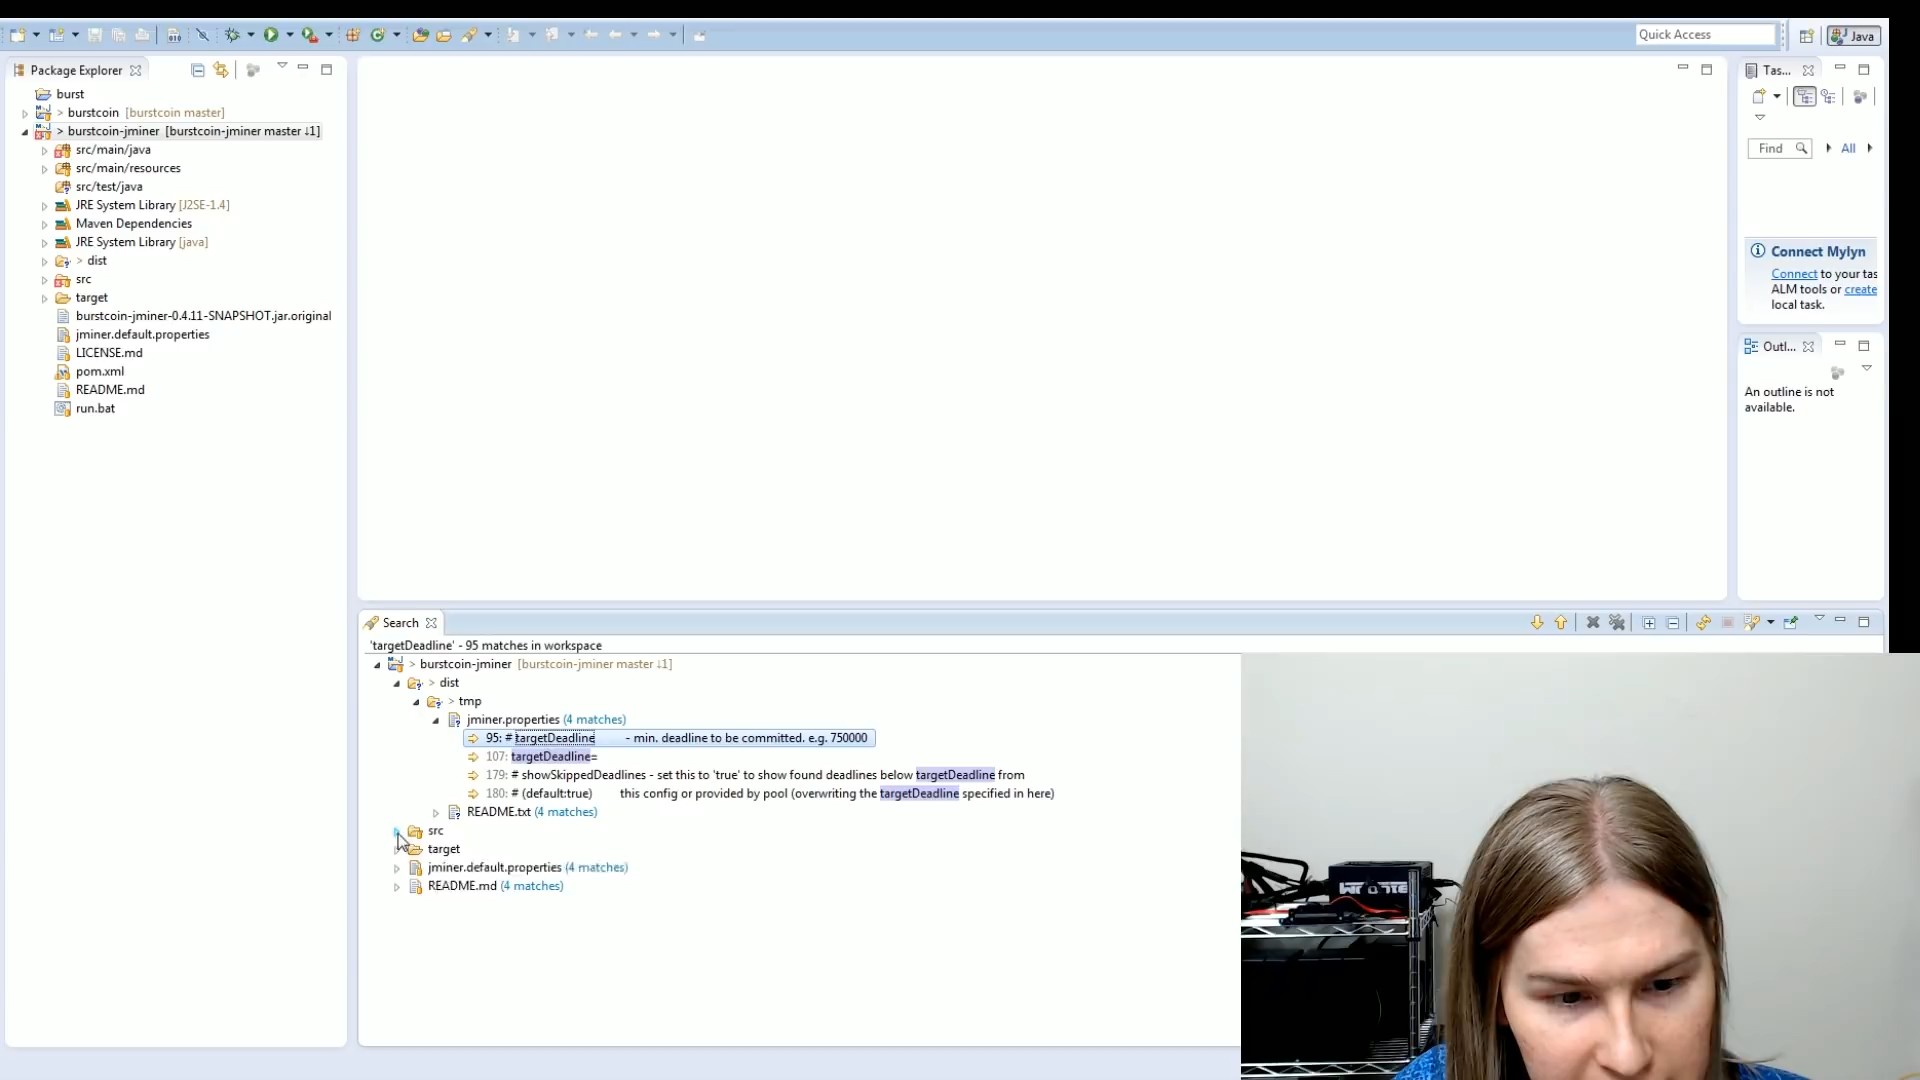 Quick Access
Java
Package Explorer
burst
> burstcoin [burstcoin master]
> burstcoin-jminer [burstcoin-jminer master ↓1]
src/main/java
src/main/resources
src/test/java
JRE System Library [J2SE-1.4]
Maven Dependencies
JRE System Library [java]
> dist
src
target
burstcoin-jminer-0.4.11-SNAPSHOT.jar.original
jminer.default.properties
LICENSE.md
pom.xml
README.md
run.bat
Tas...
Find
All
Connect Mylyn
Connect to your tas
ALM tools or create
local task.
Outl...
An outline is not
available.
Search
'targetDeadline' - 95 matches in workspace
> burstcoin-jminer [burstcoin-jminer master ↓1]
> dist
> tmp
jminer.properties (4 matches)
95: # targetDeadline - min. deadline to be committed. e.g. 750000
107: targetDeadline=
179: # showSkippedDeadlines - set this to 'true' to show found deadlines below targetDeadline from
180: # (default:true) this config or provided by pool (overwriting the targetDeadline specified in here)
README.txt (4 matches)
src
target
jminer.default.properties (4 matches)
README.md (4 matches)